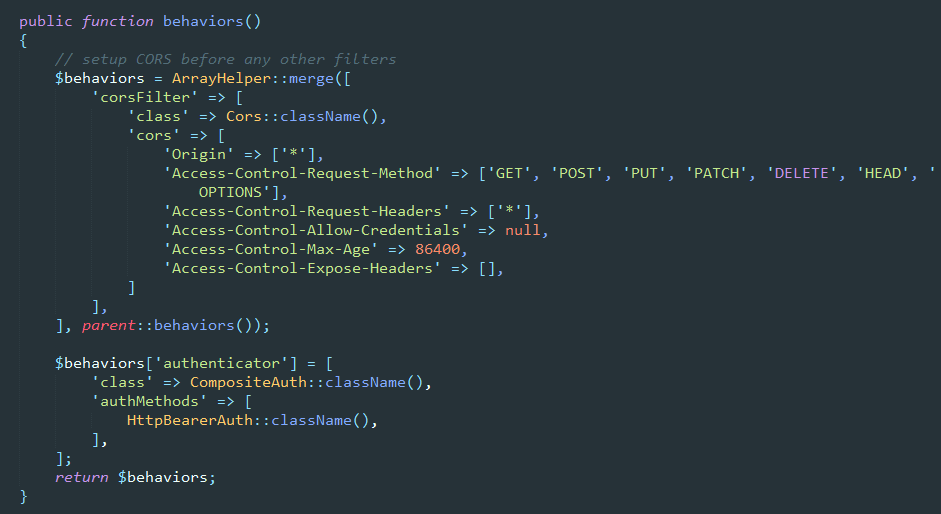 public function behaviors()
{
    // setup CORS before any other filters
    $behaviors = ArrayHelper::merge([
        'corsFilter' => [
            'class' => Cors::className(),
            'cors' => [
                'Origin' => ['*'],
                'Access-Control-Request-Method' => ['GET', 'POST', 'PUT', 'PATCH', 'DELETE', 'HEAD', '
                    OPTIONS'],
                'Access-Control-Request-Headers' => ['*'],
                'Access-Control-Allow-Credentials' => null,
                'Access-Control-Max-Age' => 86400,
                'Access-Control-Expose-Headers' => [],
            ]
        ],
    ], parent::behaviors());
    $behaviors['authenticator'] = [
        'class' => CompositeAuth::className(),
        'authMethods' => [
            HttpBearerAuth::className(),
        ],
    ];
    return $behaviors;
}